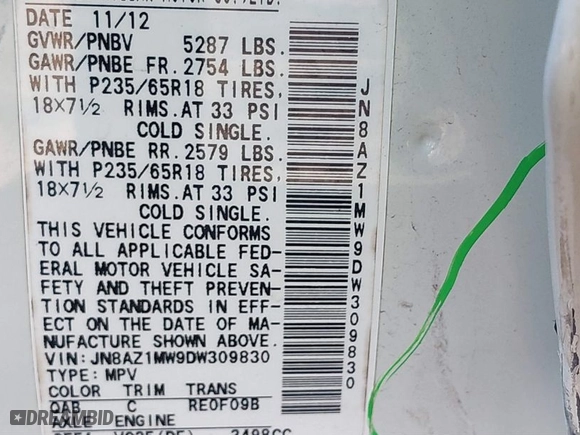 DATE 11/12
GVWR/PNBV 5287 LBS.
GAWR/PNBE FR. 2754 LBS.
WITH P235/65R18 TIRES,
18X7½ RIMS. AT 33 PSI
COLD SINGLE.
GAWR/PNBE RR. 2579 LBS.
WITH P235/65R18 TIRES,
18X7½ RIMS. AT 33 PSI
COLD SINGLE.
THIS VEHICLE CONFORMS
TO ALL APPLICABLE FED-
ERAL MOTOR VEHICLE SA-
FETY AND THEFT PREVEN-
TION STANDARDS IN EFF-
ECT ON THE DATE OF MA-
NUFACTURE SHOWN ABOVE.
VIN: JN8AZ1MW9DW309830
TYPE: MPV
COLOR TRIM TRANS
QAB C RE0F09B
AXLE ENGINE
3498CC
JN8AZ1MW9DW309830
DREAMBID